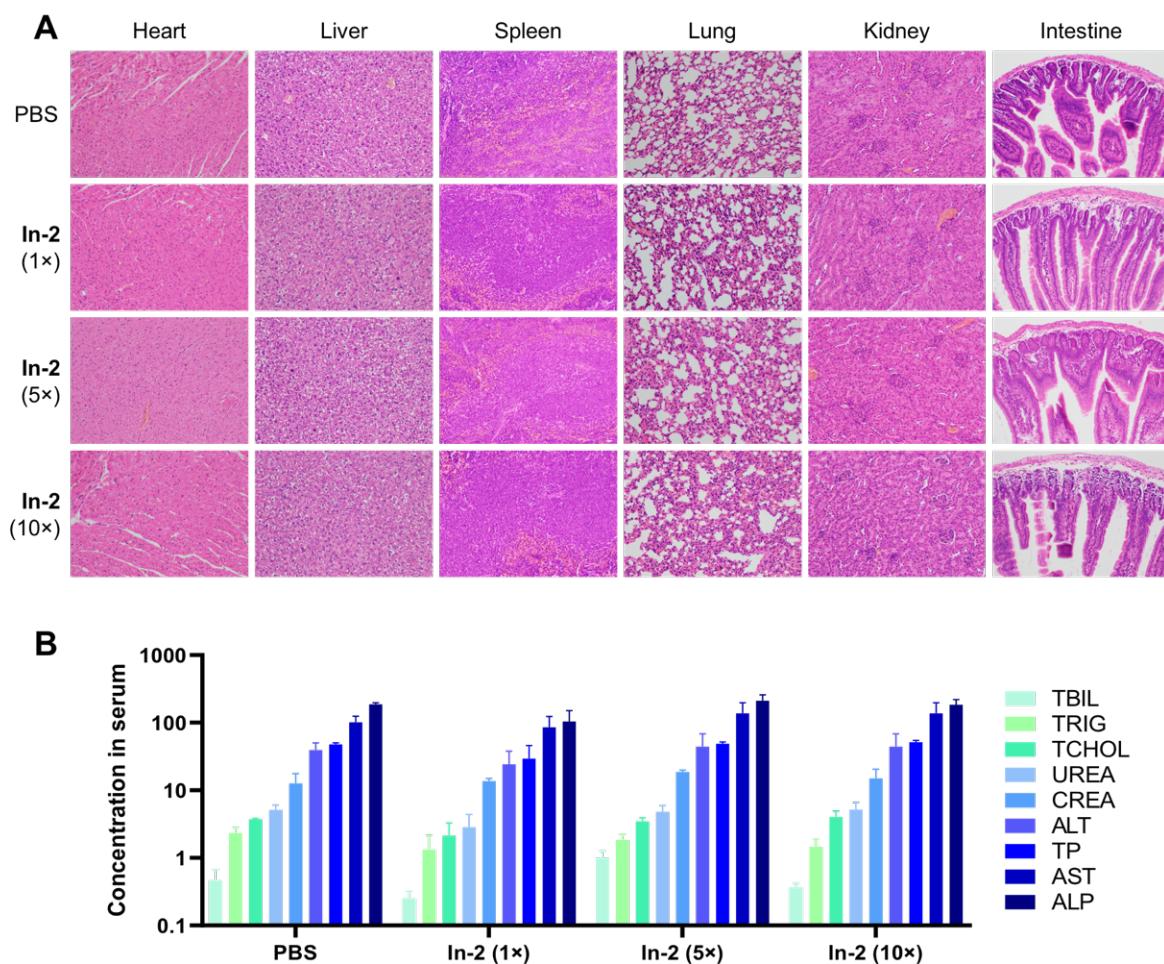 A
Heart Liver Spleen Lung Kidney Intestine
PBS
In-2
(1×)
In-2
(5×)
In-2
(10×)
B
Concentration in serum
1000
100
10
1
0.1
PBS In-2 (1×) In-2 (5×) In-2 (10×)
TBIL
TRIG
TCHOL
UREA
CREA
ALT
TP
AST
ALP